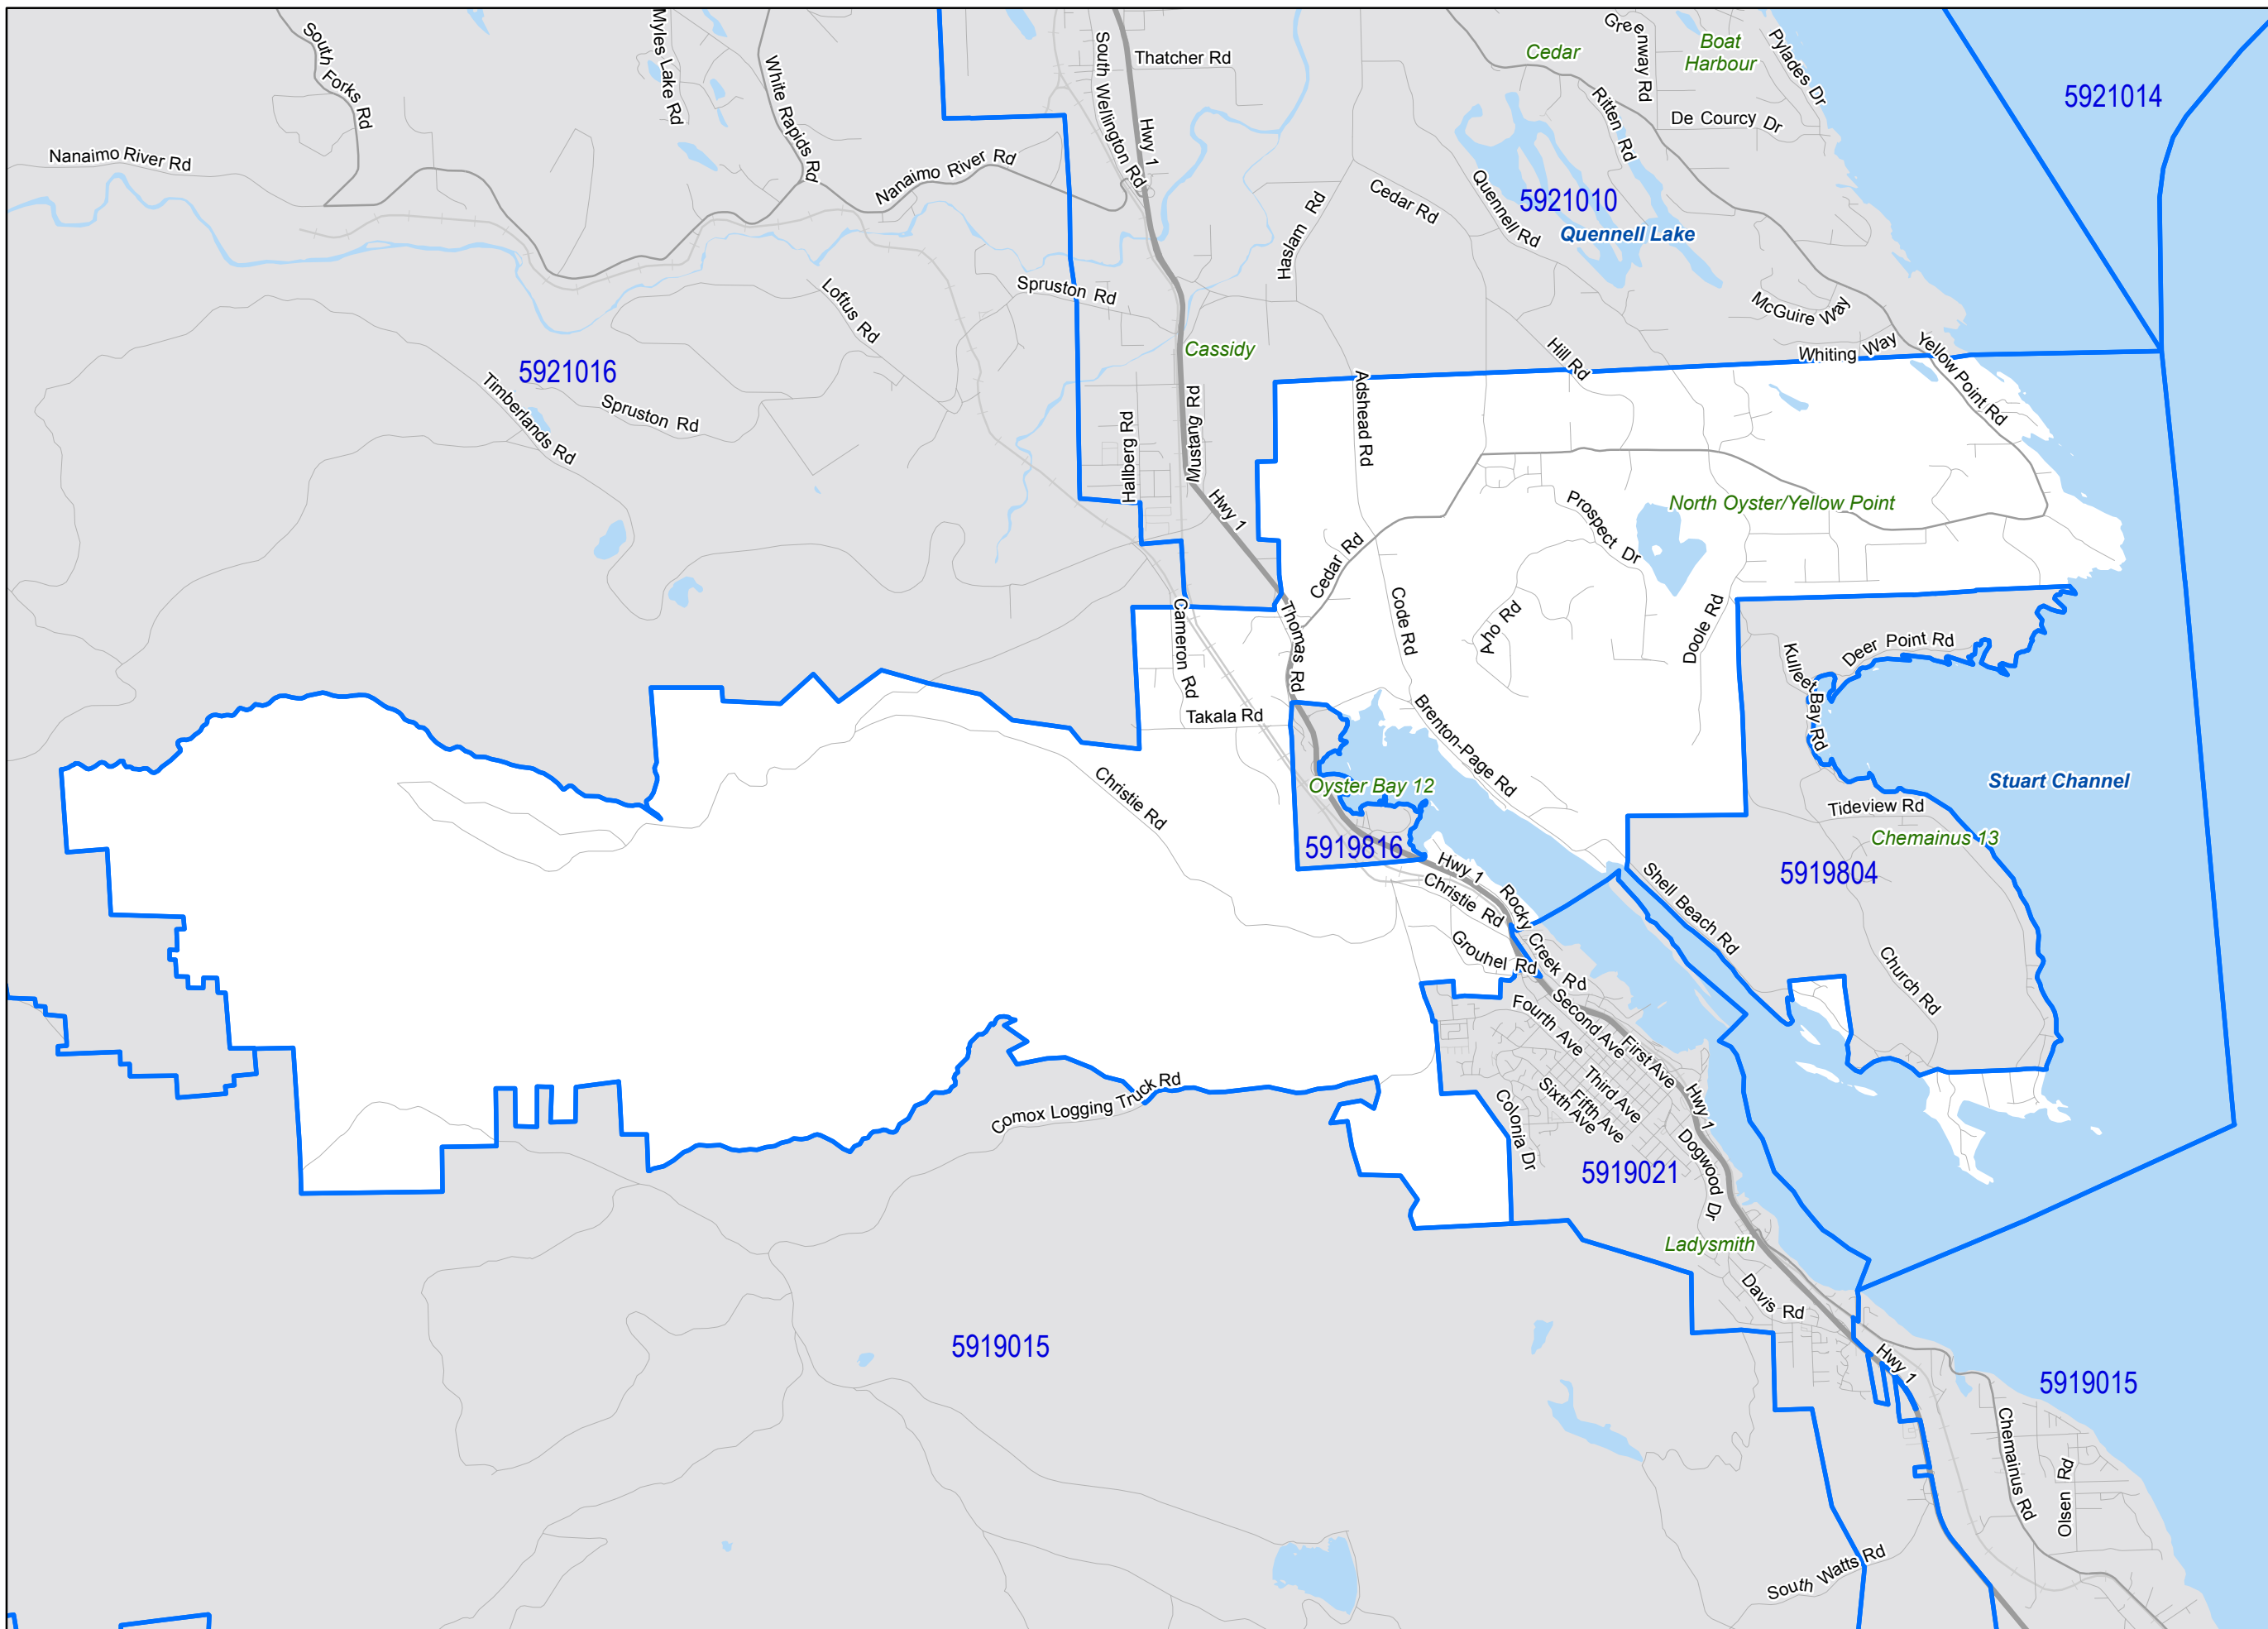 South Forks Rd
Myles Lake Rd
White Rapids Rd
South Wellington Rd
Thatcher Rd
Hwy 1
Cedar
Greenway Rd
Boat
Harbour
Pylades Dr
5921014
Ritten Rd
De Courcy Dr
Nanaimo River Rd
Nanaimo River Rd
Haslam Rd
Cedar Rd
Quennell Rd
5921010
Quennell Lake
Spruston Rd
Loftus Rd
McGuire Way
Whiting Way
Yellow Point Rd
Cassidy
Hill Rd
5921016
Timberlands Rd
Spruston Rd
Hallberg Rd
Mustang Rd
Adshead Rd
Hwy 1
Prospect Dr
North Oyster/Yellow Point
Cedar Rd
Cameron Rd
Thomas Rd
Code Rd
Aho Rd
Doole Rd
Kulleet Bay Rd
Deer Point Rd
Takala Rd
Brenton-Page Rd
Christie Rd
Oyster Bay 12
Stuart Channel
Tideview Rd
Chemainus 13
5919816
Hwy 1
Christie Rd
Rocky Creek Rd
5919804
Shell Beach Rd
Grouhel Rd
Church Rd
Fourth Ave
Second Ave
First Ave
Third Ave
Fifth Ave
Sixth Ave
Colonia Dr
Hwy 1
Dogwood Dr
Comox Logging Truck Rd
5919021
Ladysmith
Davis Rd
5919015
Hwy 1
5919015
Chemainus Rd
Olsen Rd
South Watts Rd